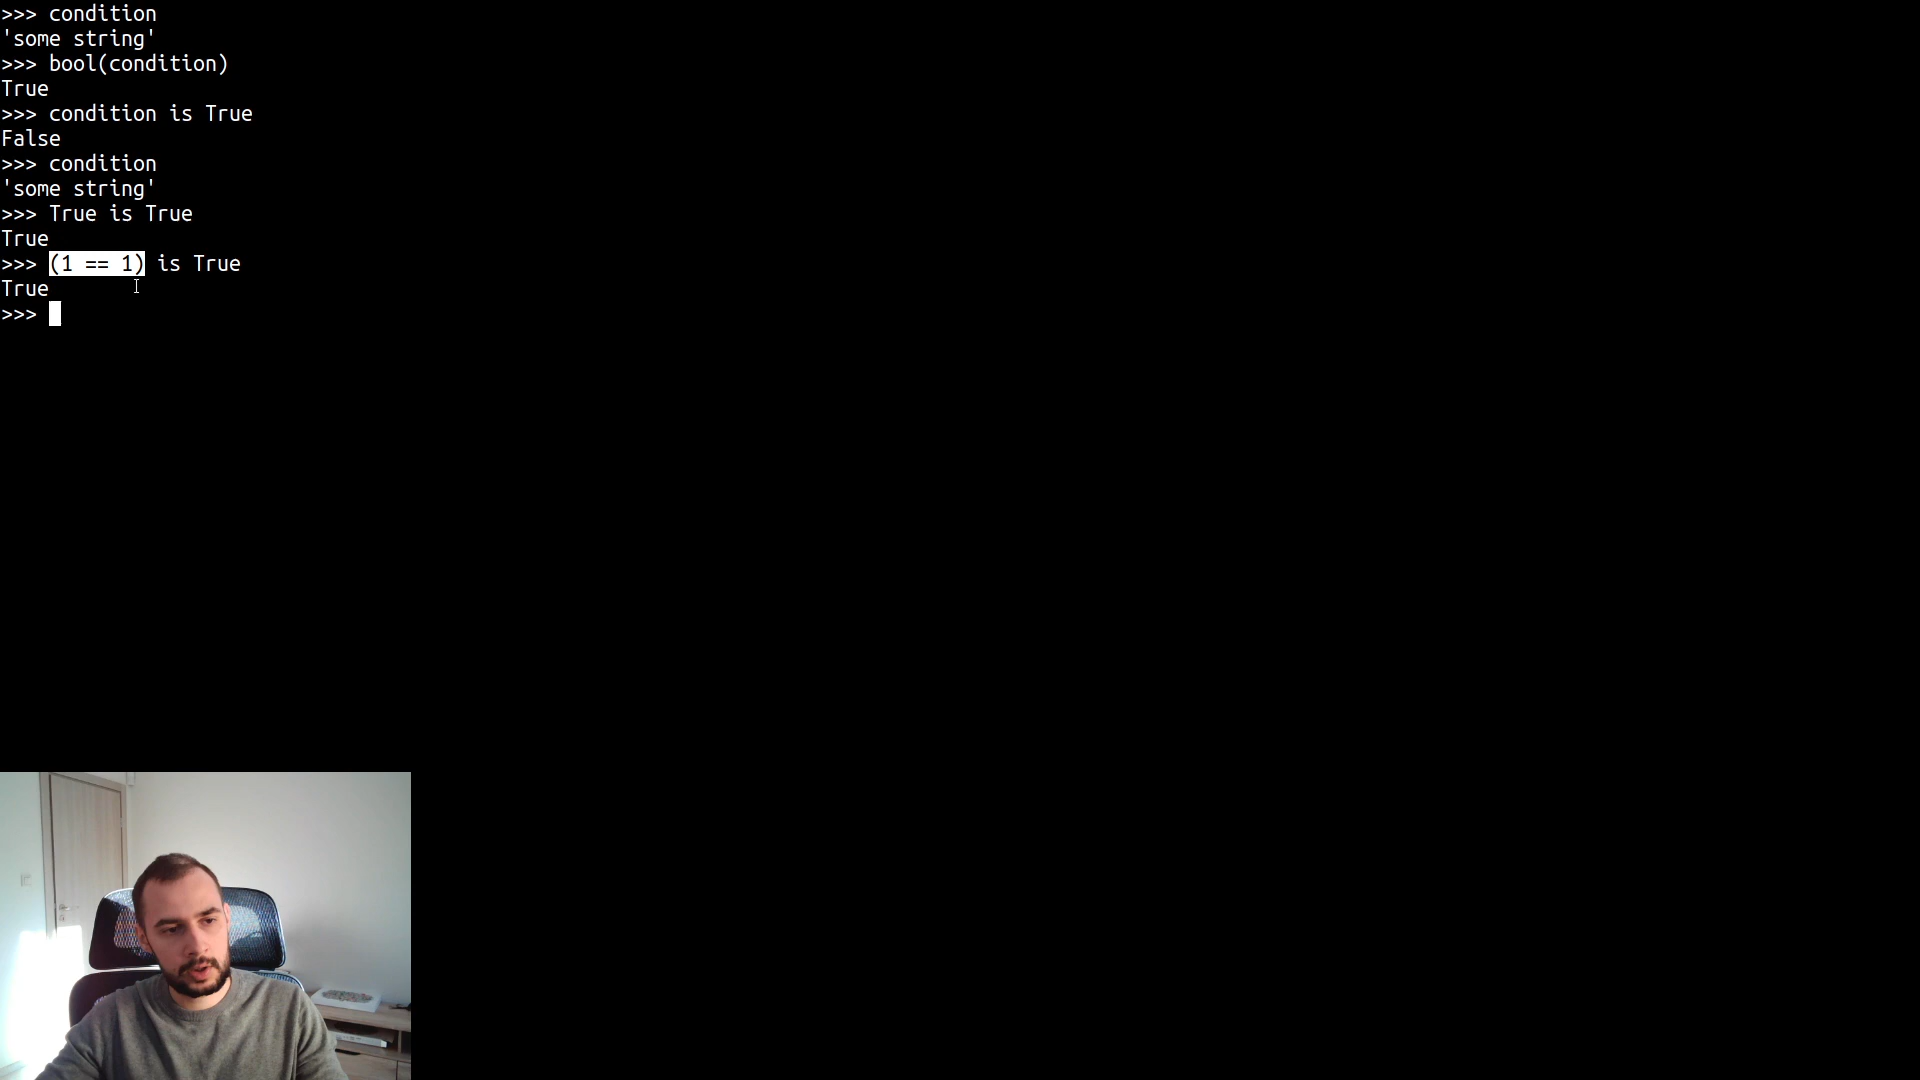 >>> condition
'some string'
>>> bool(condition)
True
>>> condition is True
False
>>> condition
'some string'
>>> True is True
True
>>> (1 == 1) is True
True
>>>